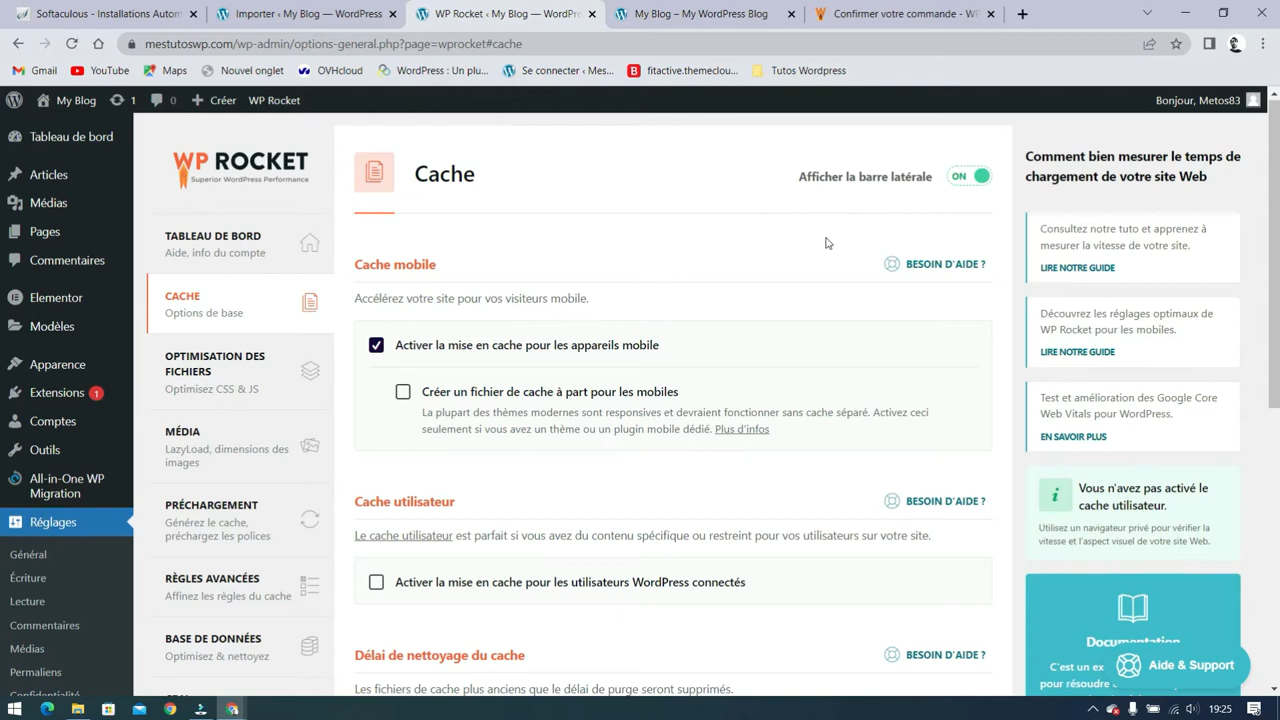 Softaculous - Installations Autom
Importer ‹ My Blog — WordPress
WP Rocket ‹ My Blog — WordPre
My Blog – My WordPress Blog
Confirmer votre commande - WP
mestutoswp.com/wp-admin/options-general.php?page=wprocket#cache
Gmail
YouTube
Maps
Nouvel onglet
OVHcloud
WordPress : Un plu...
Se connecter ‹ Mes...
fitactive.themeclou...
Tutos Wordpress
My Blog
1
0
Créer
WP Rocket
Bonjour, Metos83
Tableau de bord
Articles
Médias
Pages
Commentaires
Elementor
Modèles
Apparence
Extensions 1
Comptes
Outils
All-in-One WP
Migration
Réglages
Général
Écriture
Lecture
Commentaires
Médias
Permaliens
Confidentialité
WP ROCKET
Superior WordPress Performance
TABLEAU DE BORD
Aide, info du compte
CACHE
Options de base
OPTIMISATION DES
FICHIERS
Optimisez CSS & JS
MÉDIA
LazyLoad, dimensions des
images
PRÉCHARGEMENT
Générez le cache,
préchargez les polices
RÈGLES AVANCÉES
Affinez les règles du cache
BASE DE DONNÉES
Optimisez & nettoyez
Cache
Afficher la barre latérale
ON
Cache mobile
BESOIN D'AIDE ?
Accélérez votre site pour vos visiteurs mobile.
Activer la mise en cache pour les appareils mobile
Créer un fichier de cache à part pour les mobiles
La plupart des thèmes modernes sont responsives et devraient fonctionner sans cache séparé. Activez ceci
seulement si vous avez un thème ou un plugin mobile dédié. Plus d'infos
Cache utilisateur
BESOIN D'AIDE ?
Le cache utilisateur est parfait si vous avez du contenu spécifique ou restreint pour vos utilisateurs sur votre site.
Activer la mise en cache pour les utilisateurs WordPress connectés
Délai de nettoyage du cache
BESOIN D'AIDE ?
Les fichiers de cache plus anciens que le délai de purge seront supprimés.
Comment bien mesurer le temps de
chargement de votre site Web
Consultez notre tuto et apprenez à
mesurer la vitesse de votre site.
LIRE NOTRE GUIDE
Découvrez les réglages optimaux de
WP Rocket pour les mobiles.
LIRE NOTRE GUIDE
Test et amélioration des Google Core
Web Vitals pour WordPress.
EN SAVOIR PLUS
Vous n'avez pas activé le
cache utilisateur.
Utilisez un navigateur privé pour vérifier la
vitesse et l'aspect visuel de votre site Web.
Documentation
C'est un ex
pour résoudre
Aide & Support
19:25